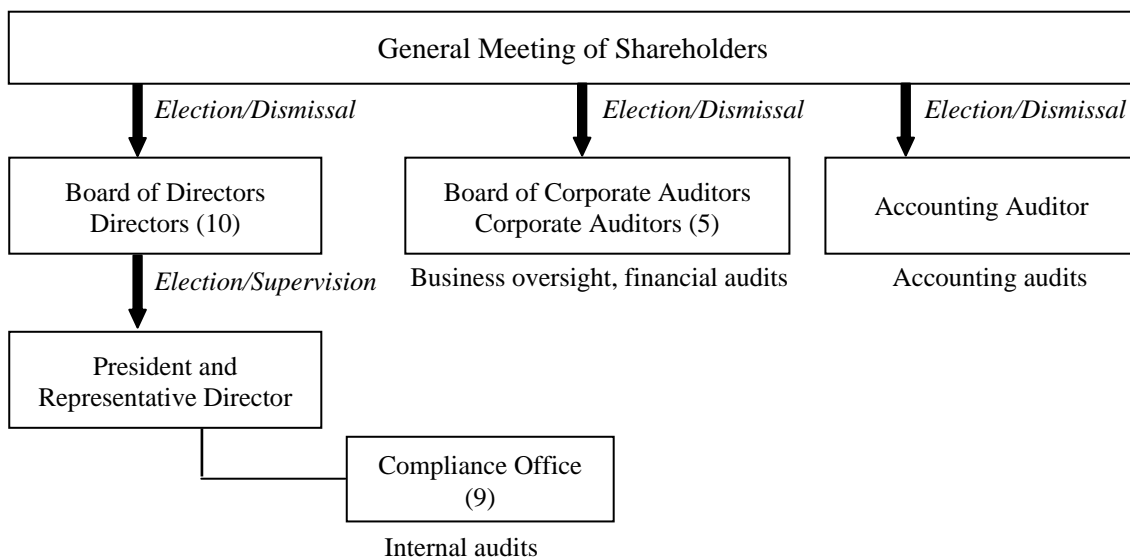 General Meeting of Shareholders
Election/Dismissal
Election/Dismissal
Election/Dismissal
Board of Directors
Directors (10)
Board of Corporate Auditors
Corporate Auditors (5)
Accounting Auditor
Election/Supervision
Business oversight, financial audits
Accounting audits
President and
Representative Director
Compliance Office
(9)
Internal audits